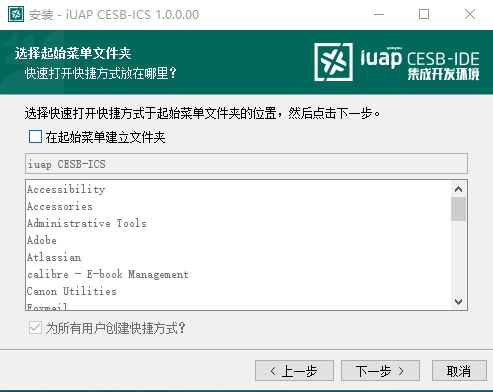 安装 - iUAP CESB-ICS 1.0.0.00
选择起始菜单文件夹
快速打开快捷方式放在哪里？
yonyou
iuap CESB-IDE
集成开发环境
选择快速打开快捷方式于起始菜单文件夹的位置，然后点击下一步。
在起始菜单建立文件夹
iuap CESB-ICS
Accessibility
Accessories
Administrative Tools
Adobe
Atlassian
calibre - E-book Management
Canon Utilities
Foxmail
为所有用户创建快捷方式？
< 上一步
下一步 >
取消